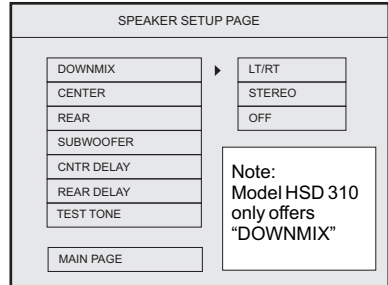 SPEAKER SETUP PAGE
DOWNMIX
CENTER
REAR
SUBWOOFER
CNTR DELAY
REAR DELAY
TEST TONE
MAIN PAGE
LT/RT
STEREO
OFF
Note:
Model HSD 310
only offers
“DOWNMIX”